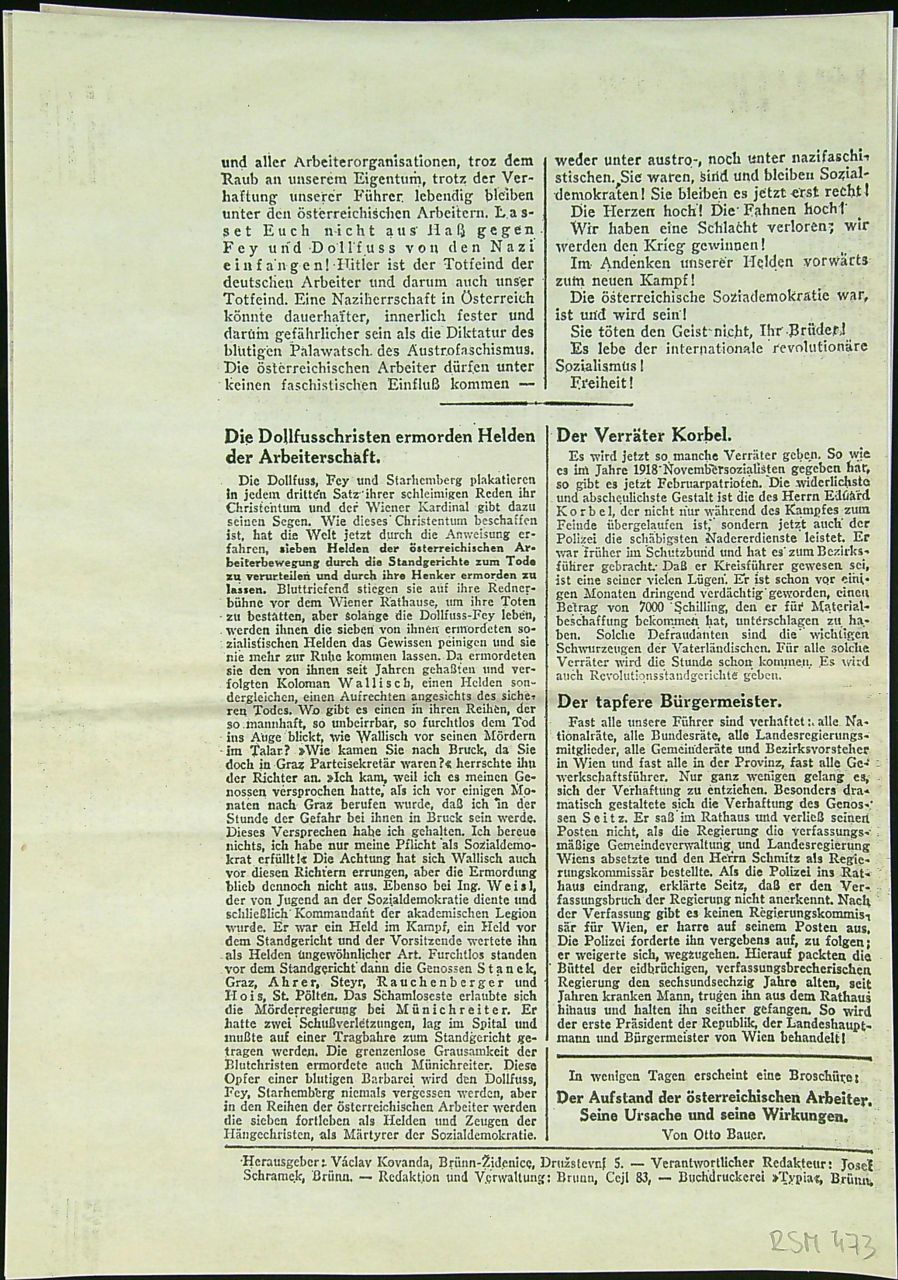 und aller Arbeiterorganisationen, troz dem
Raub an unserem Eigentum, trotz der Ver-
haftung unserer Führer lebendig bleiben
unter den österreichischen Arbeitern. Las-
set Euch nicht aus Haß gegen
Fey und Dollfuss von den Nazi
einfangen! Hitler ist der Totfeind der
deutschen Arbeiter und darum auch unser
Totfeind. Eine Naziherrschaft in Österreich
könnte dauerhafter, innerlich fester und
darum gefährlicher sein als die Diktatur des
blutigen Palawatsch des Austrofaschismus.
Die österreichischen Arbeiter dürfen unter
keinen faschistischen Einfluß kommen —
weder unter austro-, noch unter nazifaschi-
stischen. Sie waren, sind und bleiben Sozial-
demokraten! Sie bleiben es jetzt erst recht!
Die Herzen hoch! Die Fahnen hoch!
Wir haben eine Schlacht verloren; wir
werden den Krieg gewinnen!
Im Andenken unserer Helden vorwärts
zum neuen Kampf!
Die österreichische Soziademokratie war,
ist und wird sein!
Sie töten den Geist nicht, Ihr Brüder!
Es lebe der internationale revolutionäre
Sozialismus!
Freiheit!
Die Dollfusschristen ermorden Helden
der Arbeiterschaft.
Die Dollfuss, Fey und Starhemberg plakatieren
in jedem dritten Satz ihrer schleimigen Reden ihr
Christentum und der Wiener Kardinal gibt dazu
seinen Segen. Wie dieses Christentum beschaffen
ist, hat die Welt jetzt durch die Anweisung er-
fahren, sieben Helden der österreichischen Ar-
beiterbewegung durch die Standgerichte zum Tode
zu verurteilen und durch ihre Henker ermorden zu
lassen. Bluttriefend stiegen sie auf ihre Redner-
bühne vor dem Wiener Rathause, um ihre Toten
zu bestatten, aber solange die Dollfuss-Fey leben,
werden ihnen die sieben von ihnen ermordeten so-
zialistischen Helden das Gewissen peinigen und sie
nie mehr zur Ruhe kommen lassen. Da ermordeten
sie den von ihnen seit Jahren gehaßten und ver-
folgten Koloman Wallisch, einen Helden son-
dergleichen, einen Aufrechten angesichts des siche-
ren Todes. Wo gibt es einen in ihren Reihen, der
so mannhaft, so unbeirrbar, so furchtlos dem Tod
ins Auge blickt, wie Wallisch vor seinen Mördern
im Talar? »Wie kamen Sie nach Bruck, da Sie
doch in Graz Parteisekretär waren?« herrschte ihn
der Richter an. »Ich kam, weil ich es meinen Ge-
nossen versprochen hatte, als ich vor einigen Mo-
naten nach Graz berufen wurde, daß ich in der
Stunde der Gefahr bei ihnen in Bruck sein werde.
Dieses Versprechen habe ich gehalten. Ich bereue
nichts, ich habe nur meine Pflicht als Sozialdemo-
krat erfüllt!« Die Achtung hat sich Wallisch auch
vor diesen Richtern errungen, aber die Ermordung
blieb dennoch nicht aus. Ebenso bei Ing. Weisl,
der von Jugend an der Sozialdemokratie diente und
schließlich Kommandant der akademischen Legion
wurde. Er war ein Held im Kampf, ein Held vor
dem Standgericht und der Vorsitzende wertete ihn
als Helden ungewöhnlicher Art. Furchtlos standen
vor dem Standgericht dann die Genossen Stanek,
Graz, Ahrer, Steyr, Rauchenberger und
Hois, St. Pölten. Das Schamloseste erlaubte sich
die Mörderregierung bei Münichreiter. Er
hatte zwei Schußverletzungen, lag im Spital und
mußte auf einer Tragbahre zum Standgericht ge-
tragen werden. Die grenzenlose Grausamkeit der
Blutchristen ermordete auch Münichreiter. Diese
Opfer einer blutigen Barbarei wird den Dollfuss,
Fey, Starhemberg niemals vergessen werden, aber
in den Reihen der österreichischen Arbeiter werden
die sieben fortleben als Helden und Zeugen der
Hängechristen, als Märtyrer der Sozialdemokratie.
Der Verräter Korbel.
Es wird jetzt so manche Verräter geben. So wie
es im Jahre 1918 Novembersozialisten gegeben hat,
so gibt es jetzt Februarpatrioten. Die widerlichste
und abscheulichste Gestalt ist die des Herrn Eduard
Korbel, der nicht nur während des Kampfes zum
Feinde übergelaufen ist, sondern jetzt auch der
Polizei die schäbigsten Nadererdienste leistet. Er
war früher im Schutzbund und hat es zum Bezirks-
führer gebracht. Daß er Kreisführer gewesen sei,
ist eine seiner vielen Lügen. Er ist schon vor eini-
gen Monaten dringend verdächtig geworden, einen
Betrag von 7000 Schilling, den er für Material-
beschaffung bekommen hat, unterschlagen zu ha-
ben. Solche Defraudanten sind die wichtigen
Schwurzeugen der Vaterländischen. Für alle solche
Verräter wird die Stunde schon kommen. Es wird
auch Revolutionsstandgerichte geben.
Der tapfere Bürgermeister.
Fast alle unsere Führer sind verhaftet: alle Na-
tionalräte, alle Bundesräte, alle Landesregierungs-
mitglieder, alle Gemeinderäte und Bezirksvorsteher
in Wien und fast alle in der Provinz, fast alle Ge-
werkschaftsführer. Nur ganz wenigen gelang es,
sich der Verhaftung zu entziehen. Besonders dra-
matisch gestaltete sich die Verhaftung des Genos-
sen Seitz. Er saß im Rathaus und verließ seinen
Posten nicht, als die Regierung die verfassungs-
mäßige Gemeindeverwaltung und Landesregierung
Wiens absetzte und den Herrn Schmitz als Regie-
rungskommissär bestellte. Als die Polizei ins Rat-
haus eindrang, erklärte Seitz, daß er den Ver-
fassungsbruch der Regierung nicht anerkennt. Nach
der Verfassung gibt es keinen Regierungskommis-
sär für Wien, er harre auf seinem Posten aus.
Die Polizei forderte ihn vergebens auf, zu folgen;
er weigerte sich, wegzugehen. Hierauf packten die
Büttel der eidbrüchigen, verfassungsbrecherischen
Regierung den sechsundsechzig Jahre alten, seit
Jahren kranken Mann, trugen ihn aus dem Rathaus
hihaus und halten ihn seither gefangen. So wird
der erste Präsident der Republik, der Landeshaupt-
mann und Bürgermeister von Wien behandelt!
In wenigen Tagen erscheint eine Broschüre:
Der Aufstand der österreichischen Arbeiter.
Seine Ursache und seine Wirkungen.
Von Otto Bauer.
Herausgeber: Václav Kovanda, Brünn-Židenice, Družstevní 5. — Verantwortlicher Redakteur: Josef
Schramek, Brünn. — Redaktion und Verwaltung: Brunn, Cejl 83, — Buchdruckerei »Typia«, Brünn.
RSM 473